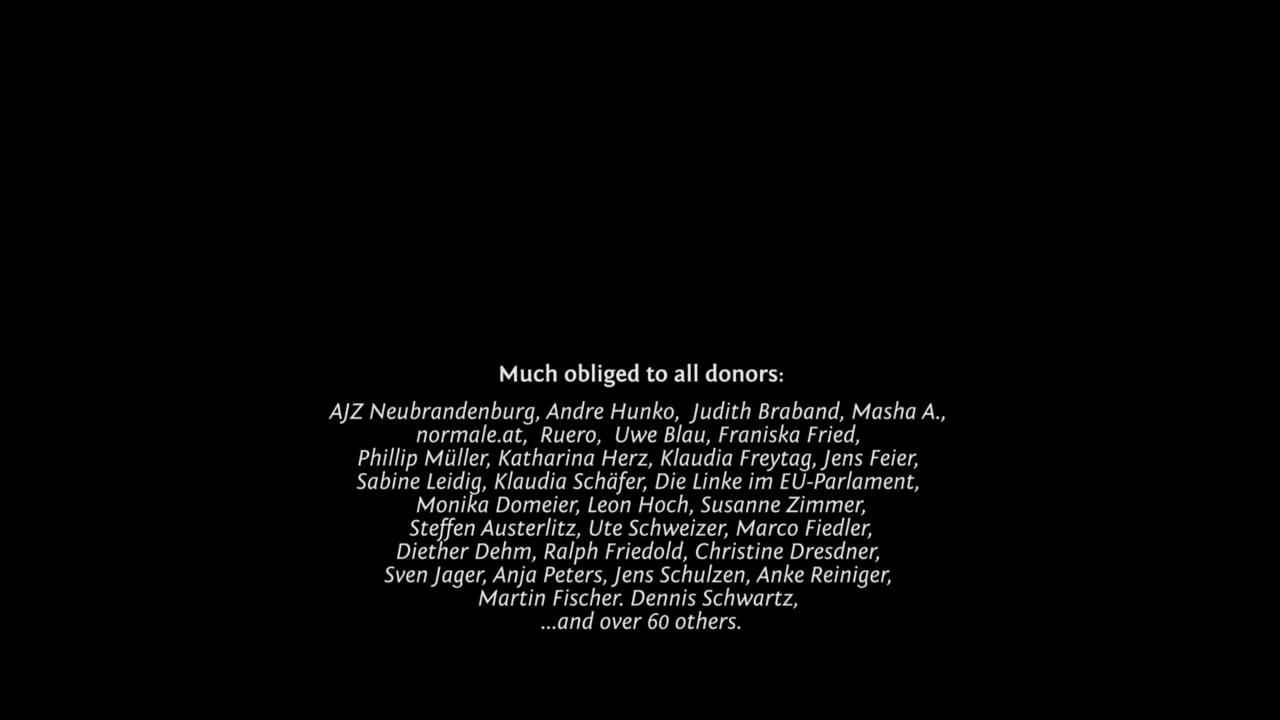 Much obliged to all donors:
AJZ Neubrandenburg, Andre Hunko, Judith Braband, Masha A.,
normale.at, Ruero, Uwe Blau, Franiska Fried,
Phillip Müller, Katharina Herz, Klaudia Freytag, Jens Feier,
Sabine Leidig, Klaudia Schäfer, Die Linke im EU-Parlament,
Monika Domeier, Leon Hoch, Susanne Zimmer,
Steffen Austerlitz, Ute Schweizer, Marco Fiedler,
Diether Dehm, Ralph Friedold, Christine Dresdner,
Sven Jager, Anja Peters, Jens Schulzen, Anke Reiniger,
Martin Fischer. Dennis Schwartz,
...and over 60 others.